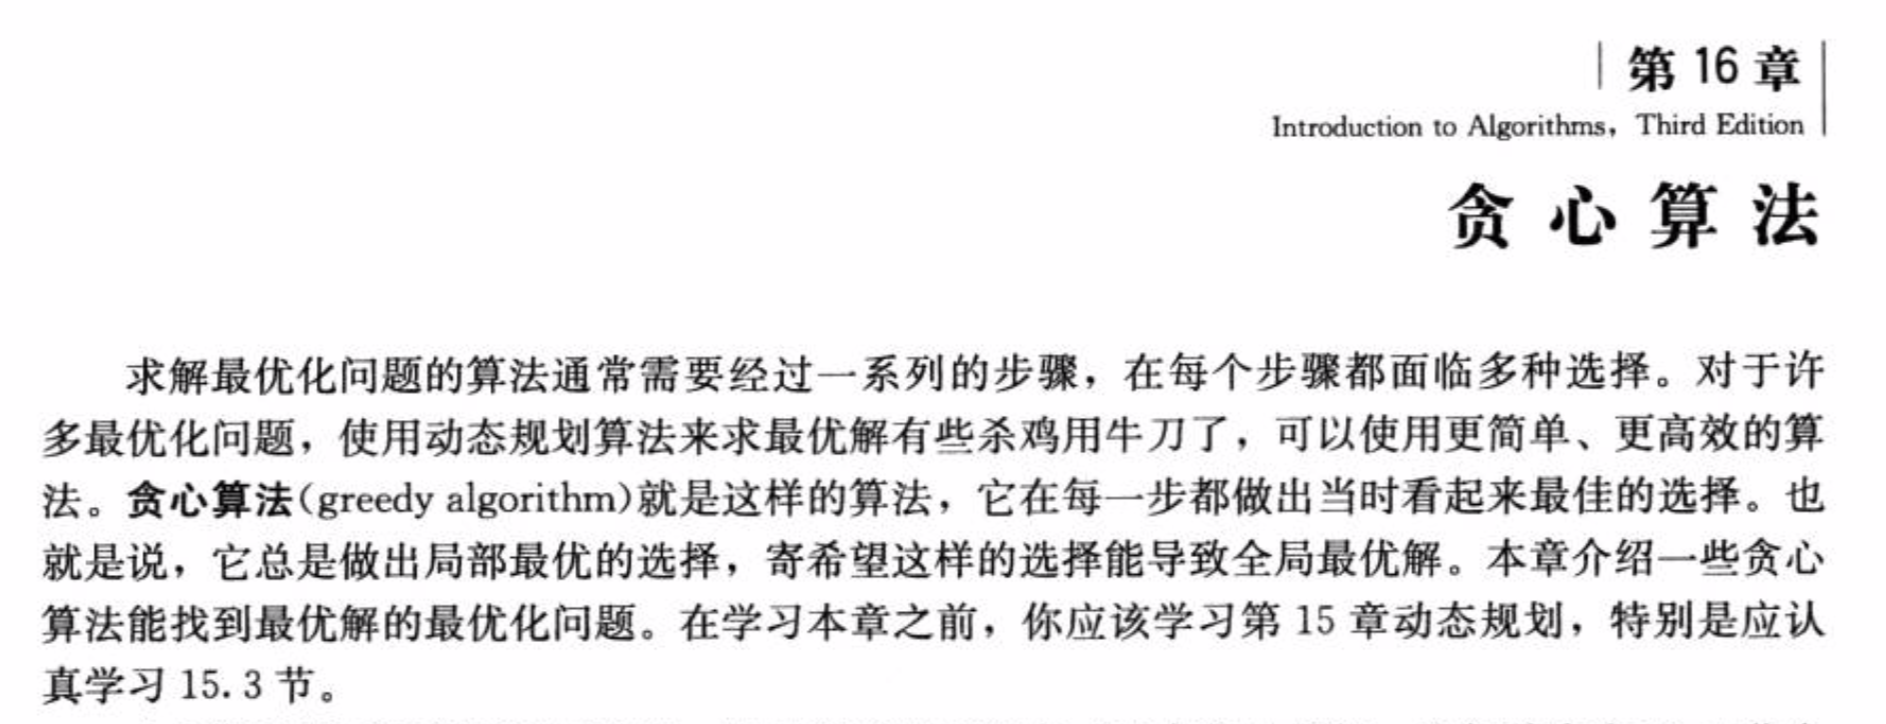 第 16 章
Introduction to Algorithms, Third Edition
贪心算法
求解最优化问题的算法通常需要经过一系列的步骤，在每个步骤都面临多种选择。对于许
多最优化问题，使用动态规划算法来求最优解有些杀鸡用牛刀了，可以使用更简单、更高效的算
法。贪心算法(greedy algorithm)就是这样的算法，它在每一步都做出当时看起来最佳的选择。也
就是说，它总是做出局部最优的选择，寄希望这样的选择能导致全局最优解。本章介绍一些贪心
算法能找到最优解的最优化问题。在学习本章之前，你应该学习第 15 章动态规划，特别是应认
真学习 15.3 节。